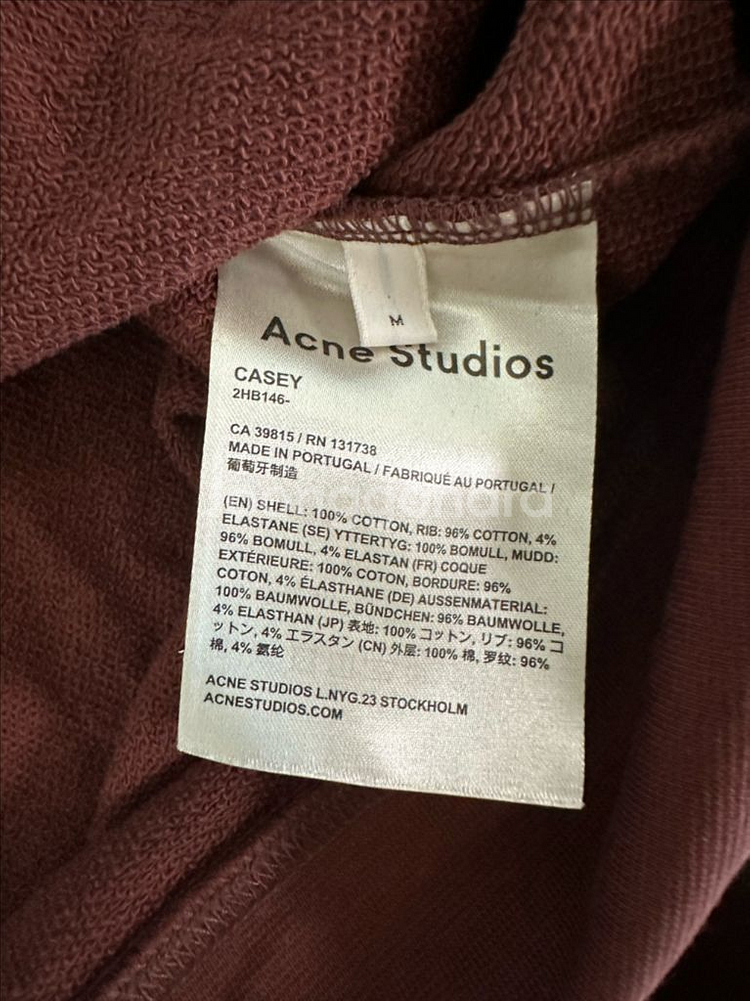 M
Acne Studios
CASEY
2HB146-
CA 39815 / RN 131738
MADE IN PORTUGAL / FABRIQUÉ AU PORTUGAL /
葡萄牙制造
(EN) SHELL: 100% COTTON, RIB: 96% COTTON, 4%
ELASTANE (SE) YTTERTYG: 100% BOMULL, MUDD:
96% BOMULL, 4% ELASTAN (FR) COQUE
EXTÉRIEURE: 100% COTON, BORDURE: 96%
COTON, 4% ÉLASTHANE (DE) AUSSENMATERIAL:
100% BAUMWOLLE, BÜNDCHEN: 96% BAUMWOLLE,
4% ELASTHAN (JP) 表地: 100% コットン, リブ: 96% コ
ットン, 4% エラスタン (CN) 外层: 100% 棉, 罗纹: 96%
棉, 4% 氨纶
ACNE STUDIOS L.NYG.23 STOCKHOLM
ACNESTUDIOS.COM